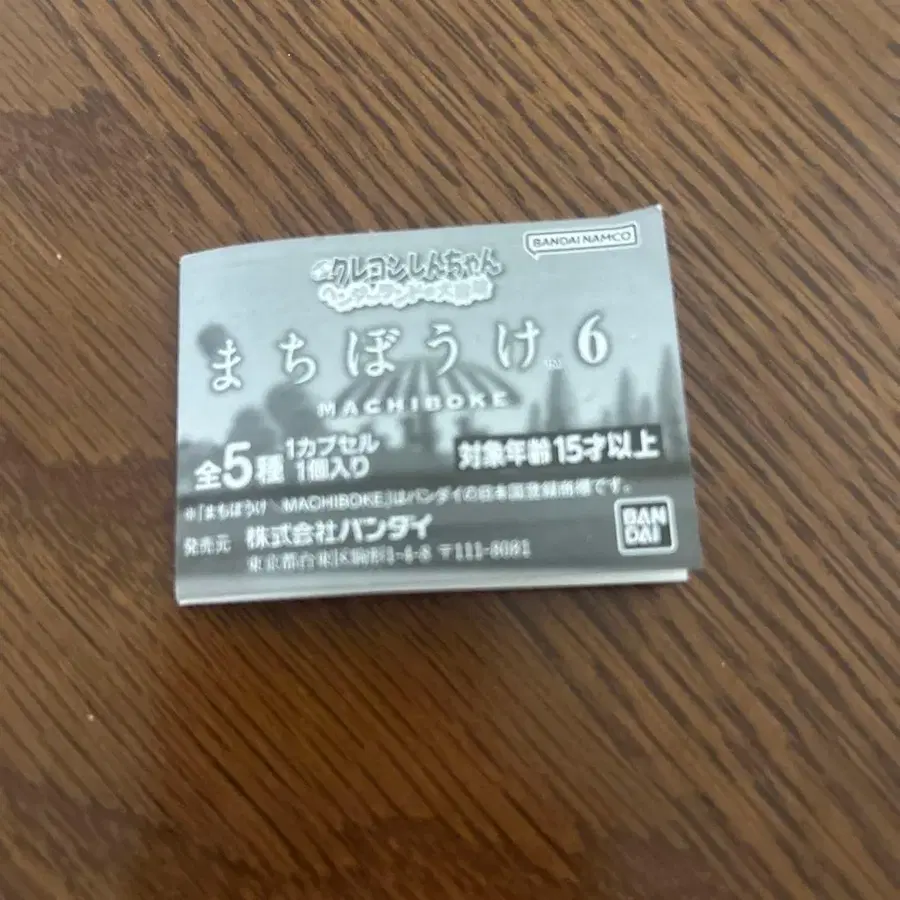 BANDAI NAMCO
映画 クレヨンしんちゃん
ヘンダーランドの大冒険
まちぼうけ™ 6
MACHIBOKE
全5種
1カプセル
1個入り
対象年齢15才以上
※「まちぼうけ＼MACHIBOKE」はバンダイの日本国登録商標です。
発売元 株式会社バンダイ
東京都台東区駒形1-4-8 〒111-8081
BAN
DAI